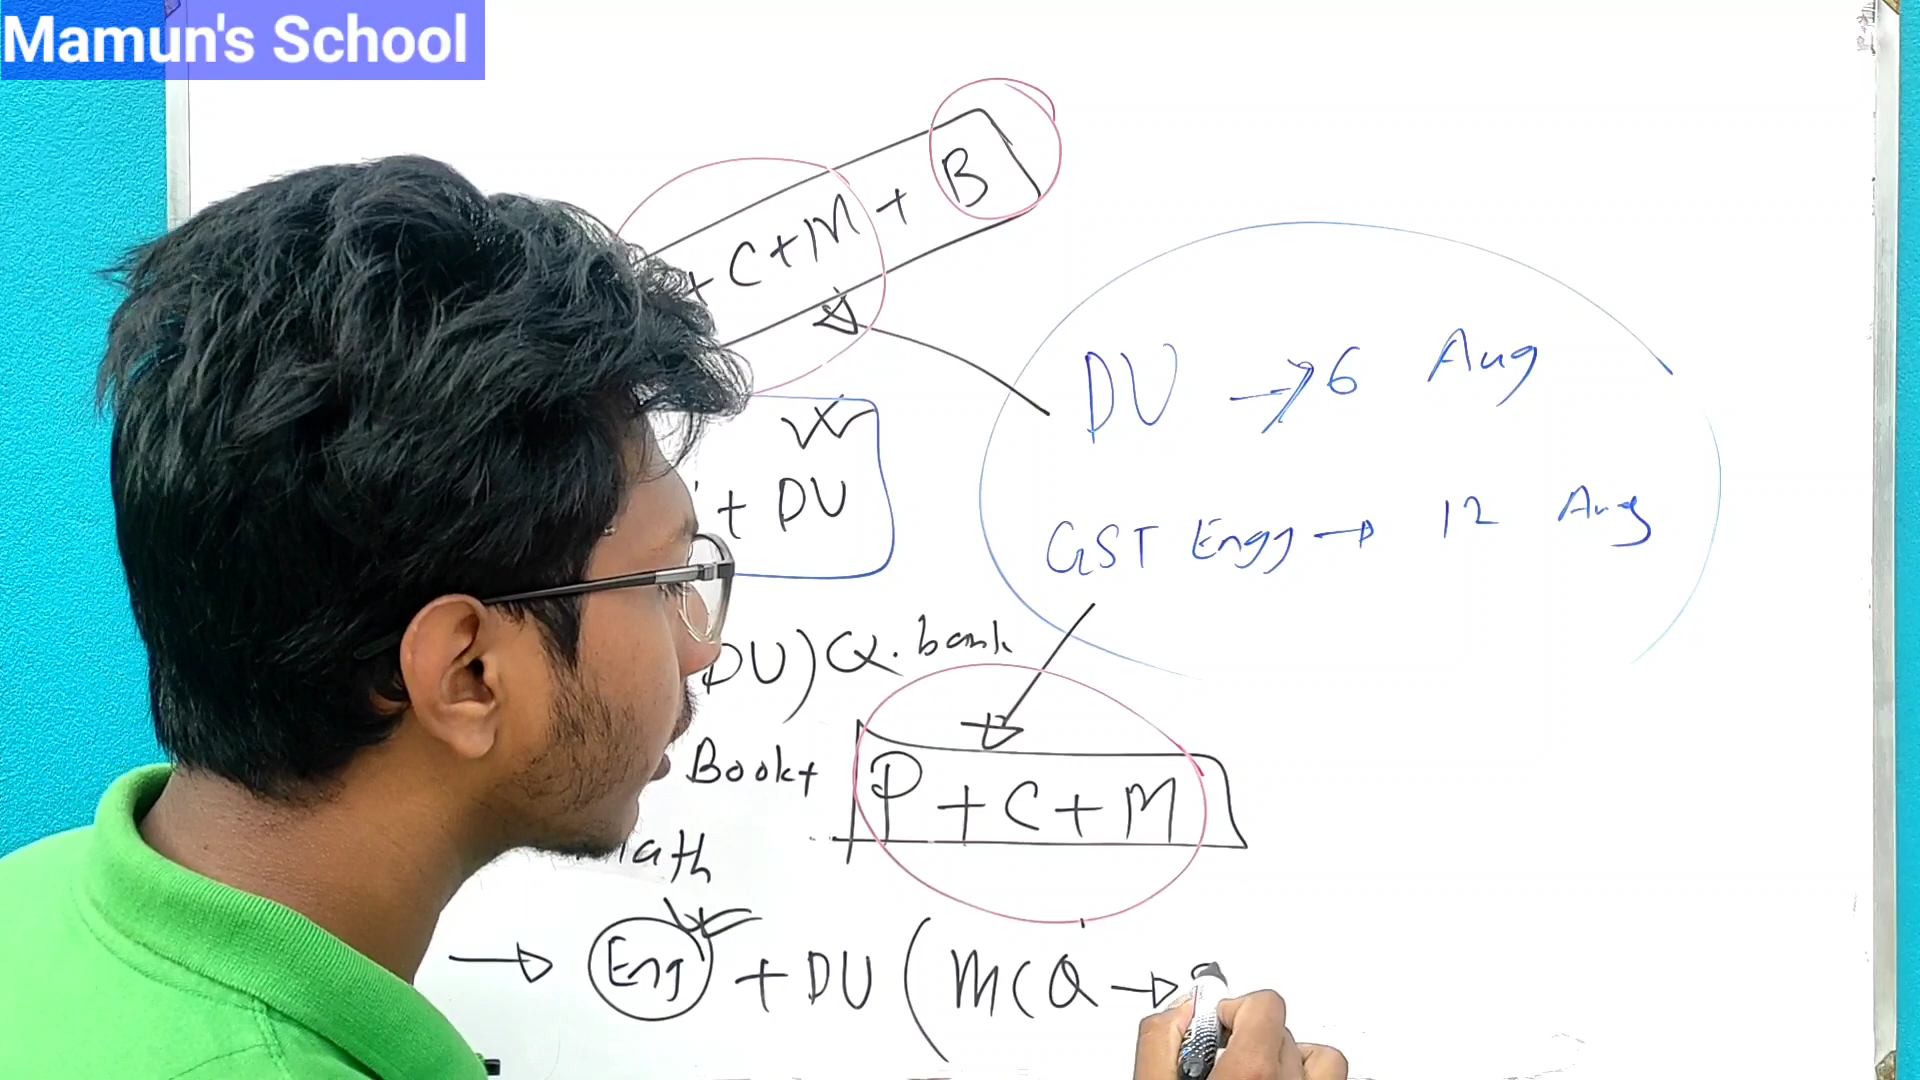 Mamun's School
+ C + M + B
DU → 6 Aug
+ DU
GST Engg → 12 Aug
DU) Q. bank
Book + P + C + M
ath
→ Eng + DU ( MCQ →